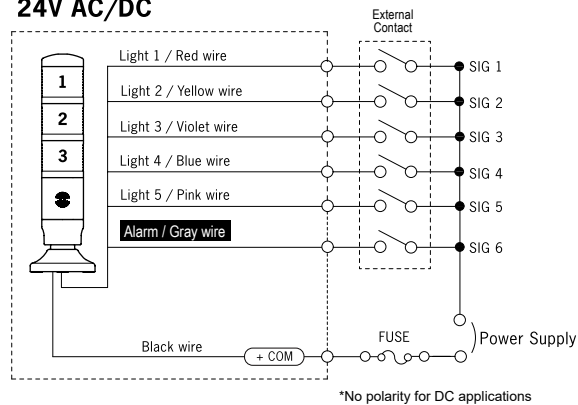 24V AC/DC
External
Contact
Light 1 / Red wire
SIG 1
Light 2 / Yellow wire
SIG 2
Light 3 / Violet wire
SIG 3
Light 4 / Blue wire
SIG 4
Light 5 / Pink wire
SIG 5
Alarm / Gray wire
SIG 6
1
2
3
Black wire
+ COM
FUSE
Power Supply
*No polarity for DC applications